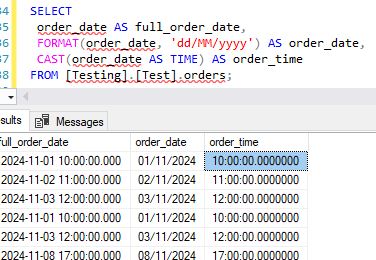 34 SELECT
35 order_date AS full_order_date,
36 FORMAT(order_date, 'dd/MM/yyyy') AS order_date,
37 CAST(order_date AS TIME) AS order_time
38 FROM [Testing].[Test].orders;
Messages
full_order_date order_date order_time
2024-11-01 10:00:00.000 01/11/2024 10:00:00.0000000
2024-11-02 11:00:00.000 02/11/2024 11:00:00.0000000
2024-11-03 12:00:00.000 03/11/2024 12:00:00.0000000
2024-11-01 10:00:00.000 01/11/2024 10:00:00.0000000
2024-11-03 12:00:00.000 03/11/2024 12:00:00.0000000
2024-11-08 17:00:00.000 08/11/2024 17:00:00.0000000